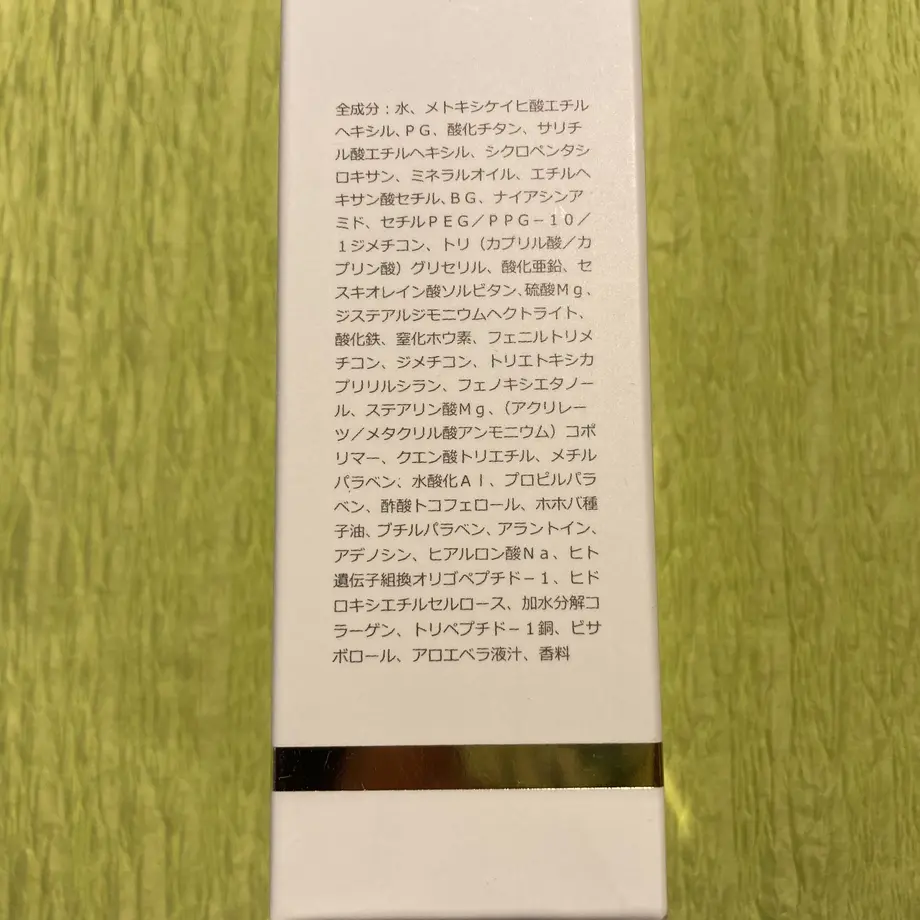 全成分：水、メトキシケイヒ酸エチル
ヘキシル、ＰＧ、酸化チタン、サリチ
ル酸エチルヘキシル、シクロペンタシ
ロキサン、ミネラルオイル、エチルヘ
キサン酸セチル、ＢＧ、ナイアシンア
ミド、セチルＰＥＧ／ＰＰＧ－１０／
１ジメチコン、トリ（カプリル酸／カ
プリン酸）グリセリル、酸化亜鉛、セ
スキオレイン酸ソルビタン、硫酸Ｍｇ、
ジステアルジモニウムヘクトライト、
酸化鉄、窒化ホウ素、フェニルトリメ
チコン、ジメチコン、トリエトキシカ
プリリルシラン、フェノキシエタノー
ル、ステアリン酸Ｍｇ、（アクリレー
ツ／メタクリル酸アンモニウム）コポ
リマー、クエン酸トリエチル、メチル
パラベン、水酸化Ａｌ、プロピルパラ
ベン、酢酸トコフェロール、ホホバ種
子油、ブチルパラベン、アラントイン、
アデノシン、ヒアルロン酸Ｎａ、ヒト
遺伝子組換オリゴペプチド－１、ヒド
ロキシエチルセルロース、加水分解コ
ラーゲン、トリペプチド－１銅、ビサ
ボロール、アロエベラ液汁、香料